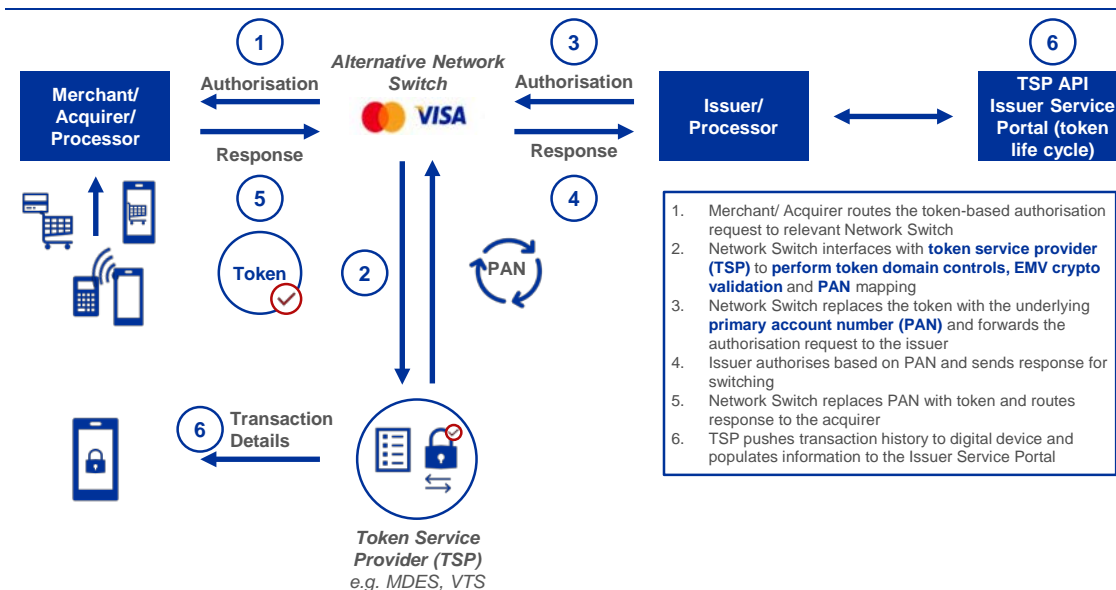 1
3
6
Alternative Network
Switch
Authorisation
Authorisation
Merchant/
Acquirer/
Processor
VISA
Issuer/
Processor
TSP API
Issuer Service
Portal (token
life cycle)
Response
Response
5
4
Token
2
PAN
1. Merchant/ Acquirer routes the token-based authorisation
request to relevant Network Switch
2. Network Switch interfaces with token service provider
(TSP) to perform token domain controls, EMV crypto
validation and PAN mapping
3. Network Switch replaces the token with the underlying
primary account number (PAN) and forwards the
authorisation request to the issuer
4. Issuer authorises based on PAN and sends response for
switching
5. Network Switch replaces PAN with token and routes
response to the acquirer
6. TSP pushes transaction history to digital device and
populates information to the Issuer Service Portal
6
Transaction
Details
Token Service
Provider (TSP)
e.g. MDES, VTS